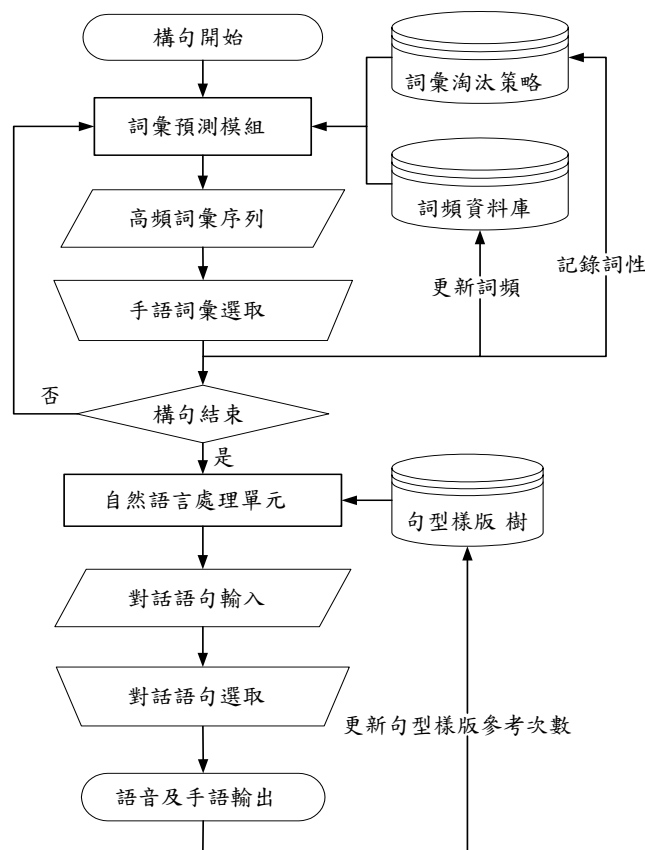 構句開始
詞彙淘汰策略
詞彙預測模組
高頻詞彙序列
詞頻資料庫
手語詞彙選取
更新詞頻
記錄詞性
否
構句結束
是
自然語言處理單元
句型樣版 樹
對話語句輸入
對話語句選取
更新句型樣版參考次數
語音及手語輸出